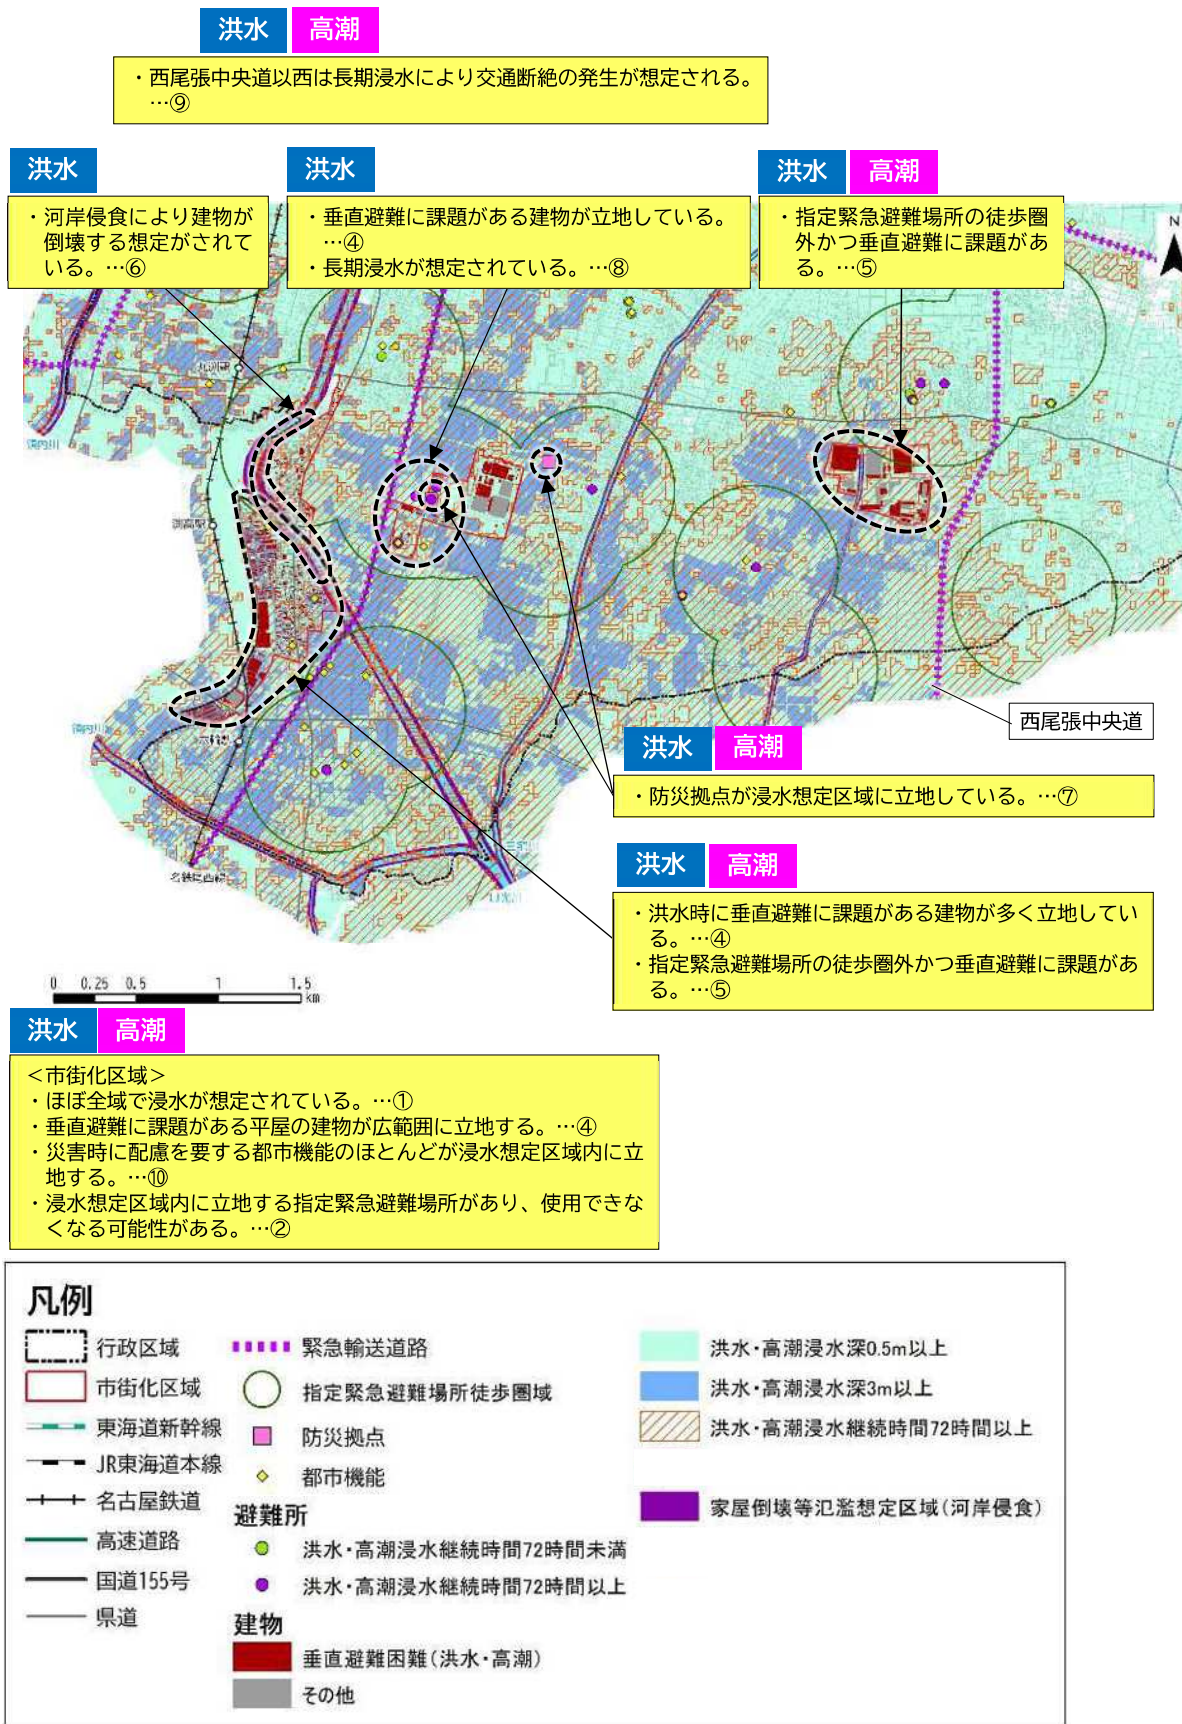 洪水 高潮
・西尾張中央道以西は長期浸水により交通断絶の発生が想定される。
…⑨
洪水
・河岸侵食により建物が
倒壊する想定がされて
いる。…⑥
洪水
・垂直避難に課題がある建物が立地している。
…④
・長期浸水が想定されている。…⑧
洪水 高潮
・指定緊急避難場所の徒歩圏
外かつ垂直避難に課題があ
る。…⑤
N
領内川
渕高駅
西尾張中央道
領内川
六輪駅
名鉄尾西線
日光川
洪水 高潮
・防災拠点が浸水想定区域に立地している。…⑦
洪水 高潮
・洪水時に垂直避難に課題がある建物が多く立地してい
る。…④
・指定緊急避難場所の徒歩圏外かつ垂直避難に課題があ
る。…⑤
0 0.25 0.5 1 1.5
km
洪水 高潮
＜市街化区域＞
・ほぼ全域で浸水が想定されている。…①
・垂直避難に課題がある平屋の建物が広範囲に立地する。…④
・災害時に配慮を要する都市機能のほとんどが浸水想定区域内に立
地する。…⑩
・浸水想定区域内に立地する指定緊急避難場所があり、使用できな
くなる可能性がある。…②
凡例
行政区域
市街化区域
東海道新幹線
JR東海道本線
名古屋鉄道
高速道路
国道155号
県道
緊急輸送道路
指定緊急避難場所徒歩圏域
防災拠点
都市機能
避難所
洪水・高潮浸水継続時間72時間未満
洪水・高潮浸水継続時間72時間以上
建物
垂直避難困難(洪水・高潮)
その他
洪水・高潮浸水深0.5m以上
洪水・高潮浸水深3m以上
洪水・高潮浸水継続時間72時間以上
家屋倒壊等氾濫想定区域(河岸侵食)